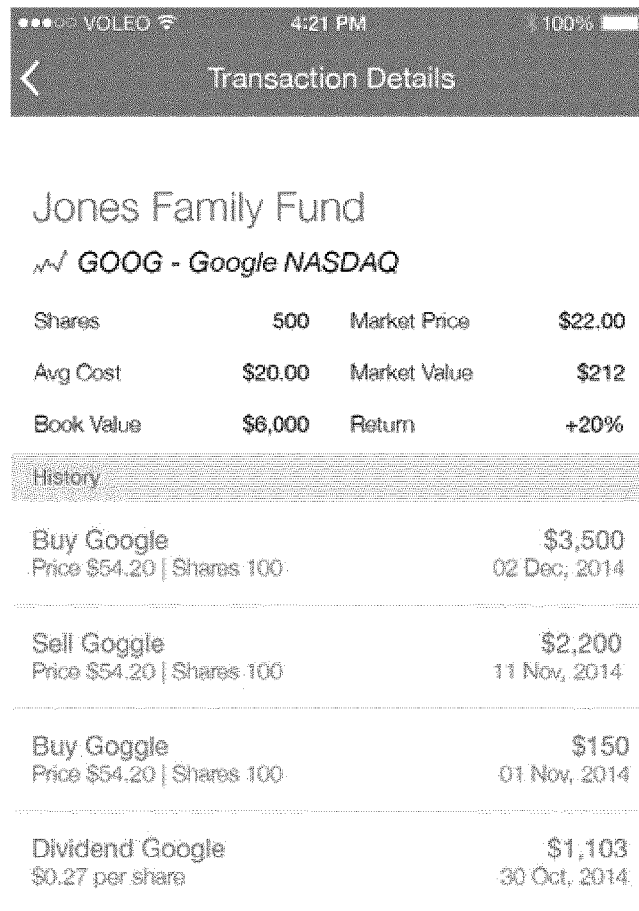 VOLEO 4:21 PM 100%
Transaction Details
Jones Family Fund
GOOG - Google NASDAQ
Shares 500 Market Price $22.00
Avg Cost $20.00 Market Value $212
Book Value $6,000 Return +20%
History
Buy Google $3,500
Price $54.20 | Shares 100 02 Dec, 2014
Sell Goggle $2,200
Price $54.20 | Shares 100 11 Nov, 2014
Buy Goggle $150
Price $54.20 | Shares 100 01 Nov, 2014
Dividend Google $1,103
$0.27 per share 30 Oct, 2014